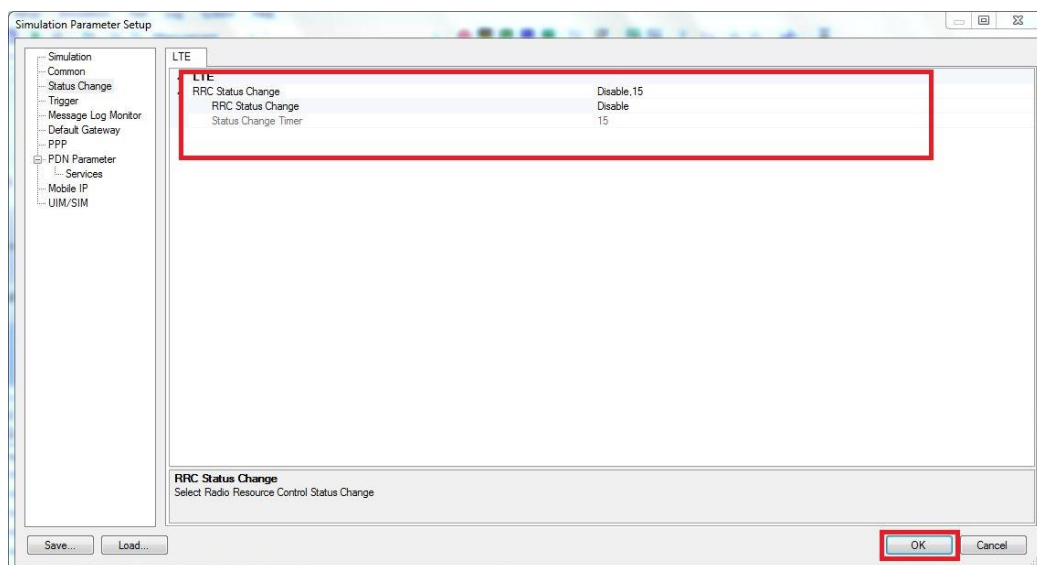 Simulation Parameter Setup
Simulation
Common
Status Change
Trigger
Message Log Monitor
Default Gateway
PPP
PDN Parameter
Services
Mobile IP
UIM/SIM
LTE
LTE
RRC Status Change Disable,15
RRC Status Change Disable
Status Change Timer 15
RRC Status Change
Select Radio Resource Control Status Change
Save... Load... OK Cancel